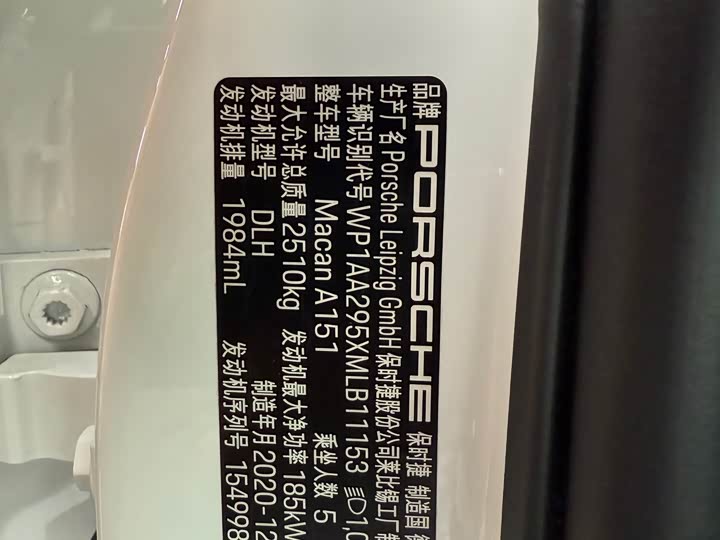 品牌 PORSCHE 保时捷 制造国
生产厂名 Porsche Leipzig GmbH 保时捷股份公司莱比锡工厂
车辆识别代号 WP1AA295XMLB11153 1,0
整车型号 Macan A151 乘坐人数 5
最大允许总质量 2510kg 发动机最大净功率 185kW
发动机型号 DLH 制造年月 2020-12
发动机排量 1984mL 发动机序列号 154998